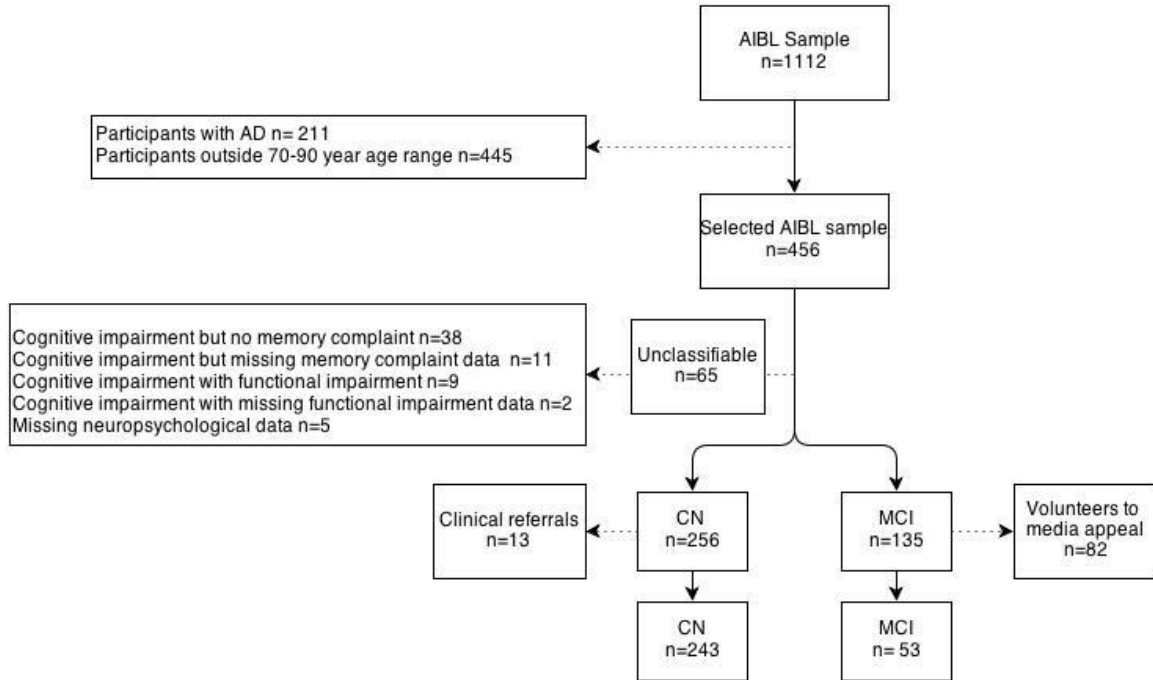 AIBL Sample
n=1112
Participants with AD n= 211
Participants outside 70-90 year age range n=445
Selected AIBL sample
n=456
Cognitive impairment but no memory complaint n=38
Cognitive impairment but missing memory complaint data  n=11
Cognitive impairment with functional impairment n=9
Cognitive impairment with missing functional impairment data n=2
Missing neuropsychological data n=5
Unclassifiable
n=65
Clinical referrals
n=13
CN
n=256
MCI
n=135
Volunteers to
media appeal
n=82
CN
n=243
MCI
n= 53